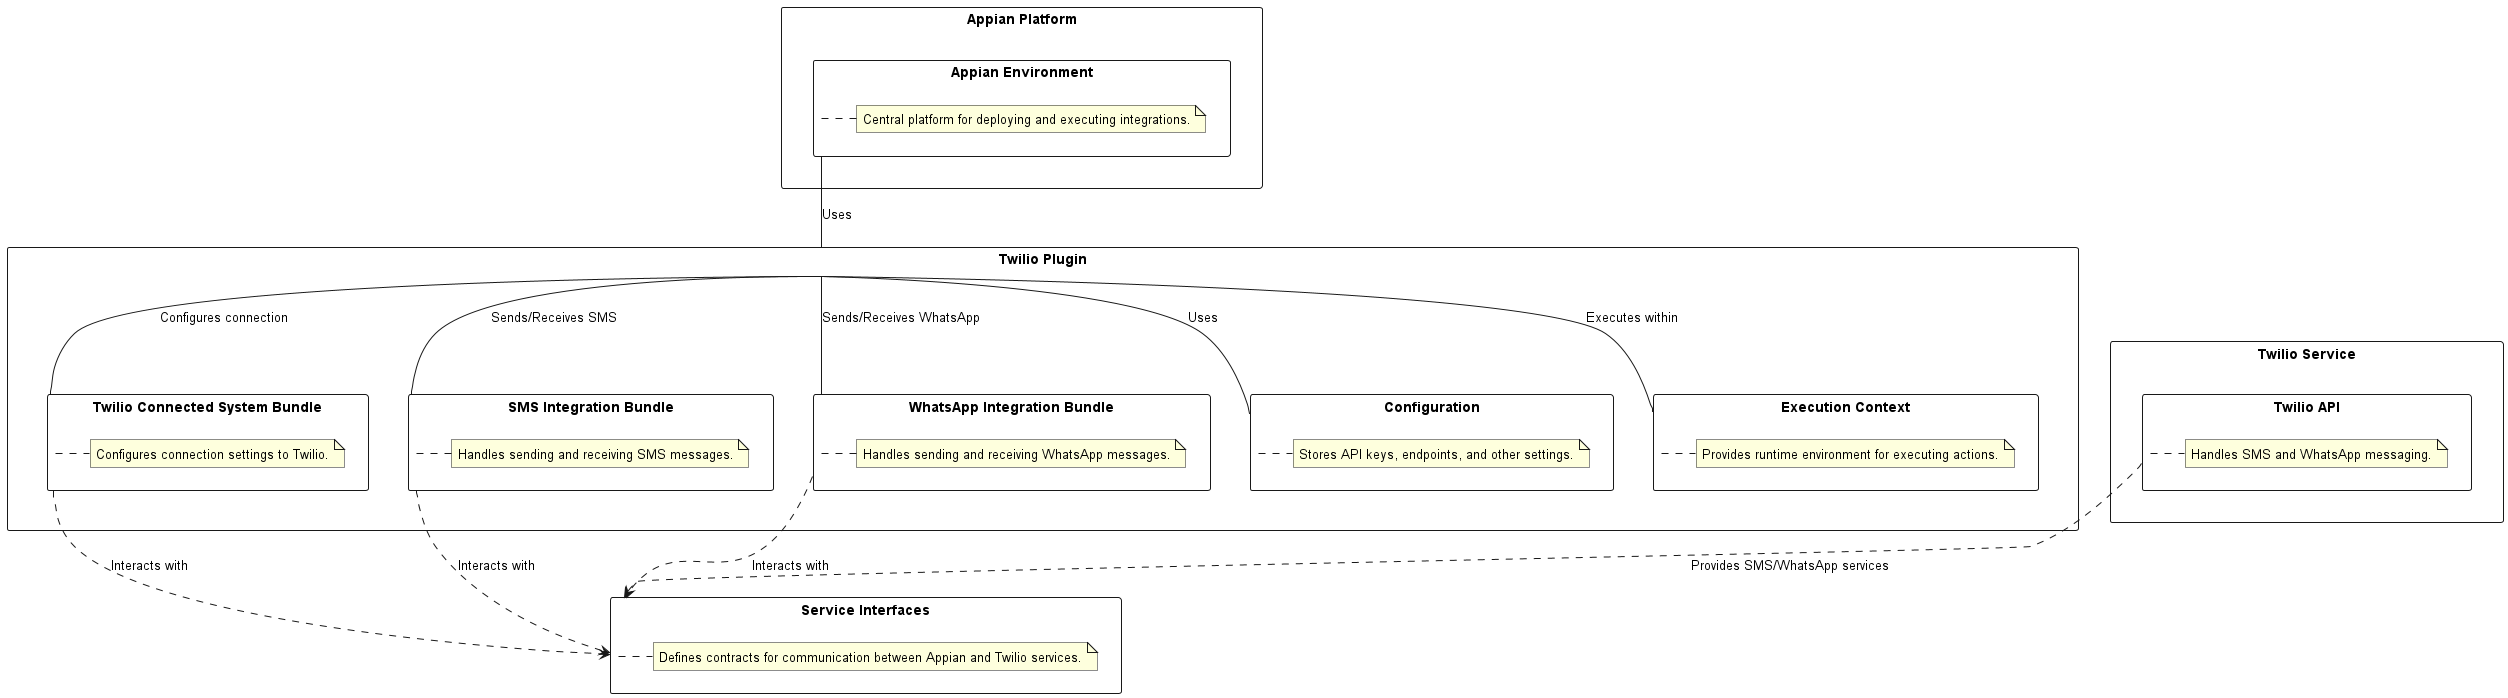 Appian Platform
Appian Environment
Central platform for deploying and executing integrations.
Uses
Twilio Plugin
Configures connection
Sends/Receives SMS
Sends/Receives WhatsApp
Uses
Executes within
Twilio Service
Twilio Connected System Bundle
SMS Integration Bundle
WhatsApp Integration Bundle
Configuration
Execution Context
Twilio API
Configures connection settings to Twilio.
Handles sending and receiving SMS messages.
Handles sending and receiving WhatsApp messages.
Stores API keys, endpoints, and other settings.
Provides runtime environment for executing actions.
Handles SMS and WhatsApp messaging.
Interacts with
Interacts with
Interacts with
Provides SMS/WhatsApp services
Service Interfaces
Defines contracts for communication between Appian and Twilio services.